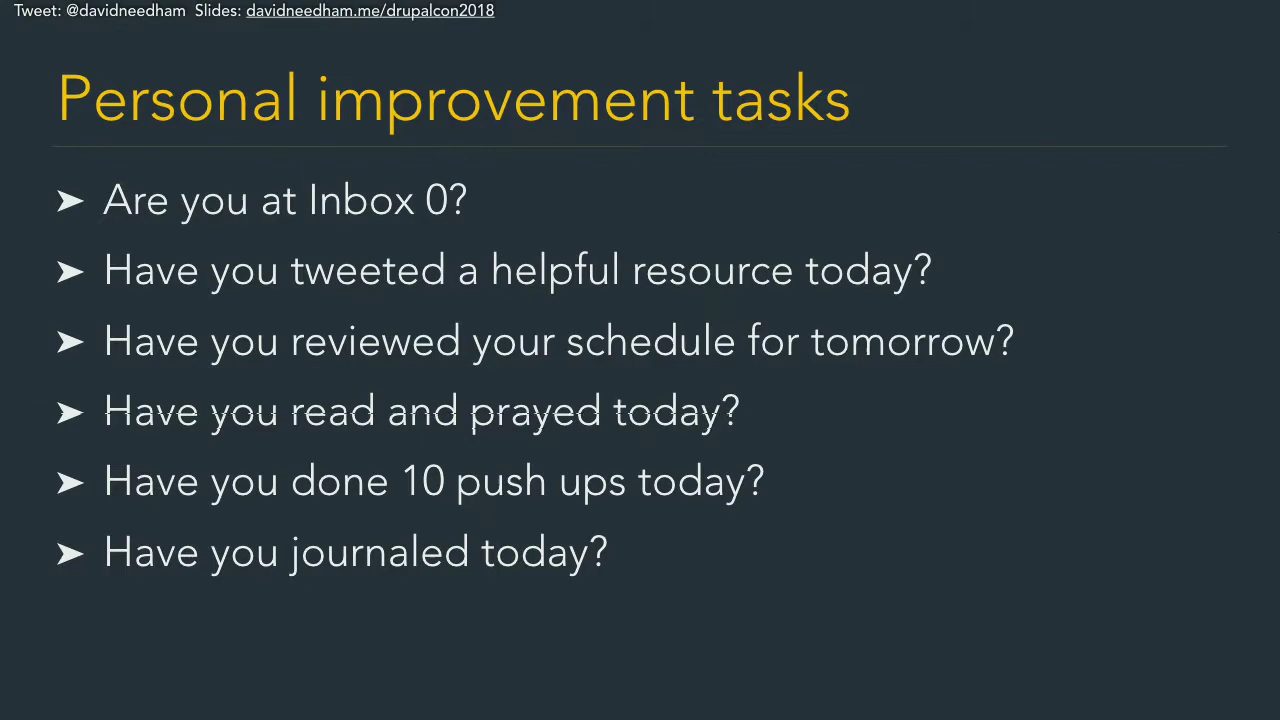 Tweet: @davidneedham Slides: davidneedham.me/drupalcon2018
Personal improvement tasks
➤ Are you at Inbox 0?
➤ Have you tweeted a helpful resource today?
➤ Have you reviewed your schedule for tomorrow?
➤ Have you read and prayed today?
➤ Have you done 10 push ups today?
➤ Have you journaled today?